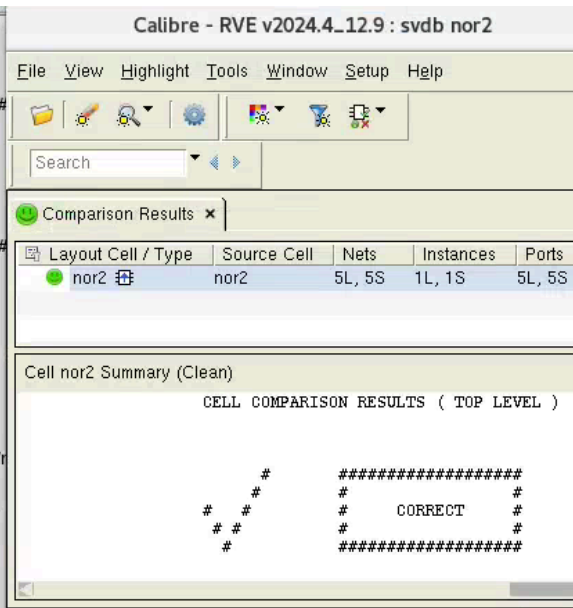 Calibre - RVE v2024.4_12.9 : svdb nor2
File View Highlight Tools Window Setup Help
Search
Comparison Results ×
Layout Cell / Type Source Cell Nets Instances Ports
nor2 nor2 5L, 5S 1L, 1S 5L, 5S
Cell nor2 Summary (Clean)
CELL COMPARISON RESULTS ( TOP LEVEL )
# ###################
# # #
# # # CORRECT #
# # # #
# ###################